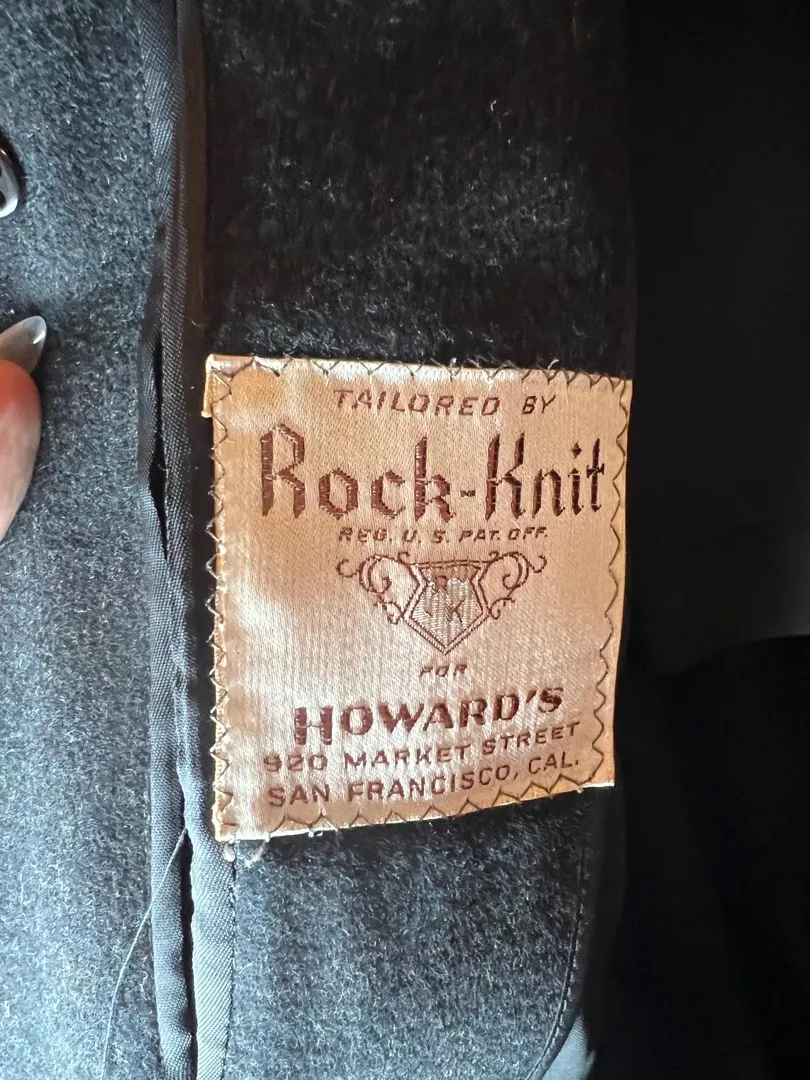 TAILORED BY
Rock-Knit
REG. U. S. PAT. OFF.
RK
FOR
HOWARD'S
920 MARKET STREET
SAN FRANCISCO, CAL.